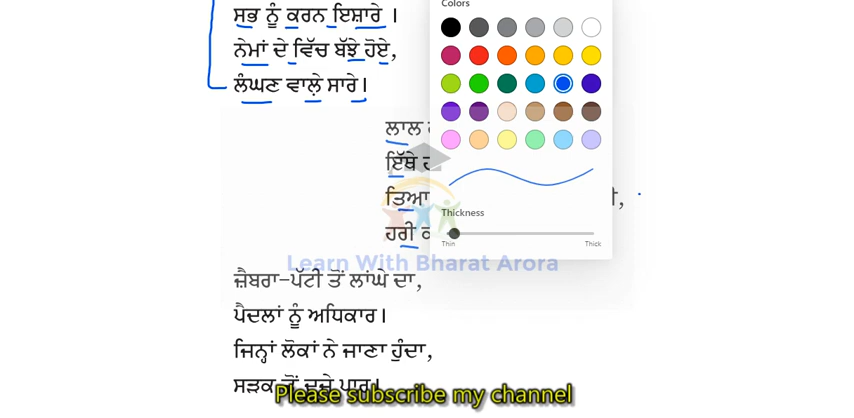 ਸਭ ਨੂੰ ਕਰਨ ਇਸ਼ਾਰੇ ।
Colors
ਨੇਮਾਂ ਦੇ ਵਿੱਚ ਬੱਝੇ ਹੋਏ,
ਲੰਘਣ ਵਾਲ਼ੇ ਸਾਰੇ ।
ਲਾਲ
ਇੱਥੇ
Thickness
Thin
Thick
Learn With Bharat Arora
ਜ਼ੈਬਰਾ-ਪੱਟੀ ਤੋਂ ਲਾਂਘੇ ਦਾ,
ਪੈਦਲਾਂ ਨੂੰ ਅਧਿਕਾਰ ।
ਜਿਨ੍ਹਾਂ ਲੋਕਾਂ ਨੇ ਜਾਣਾ ਹੁੰਦਾ,
ਸੜਕ ਤੋਂ ਦੂਜੇ ਪਾਰ ।
Please subscribe my channel